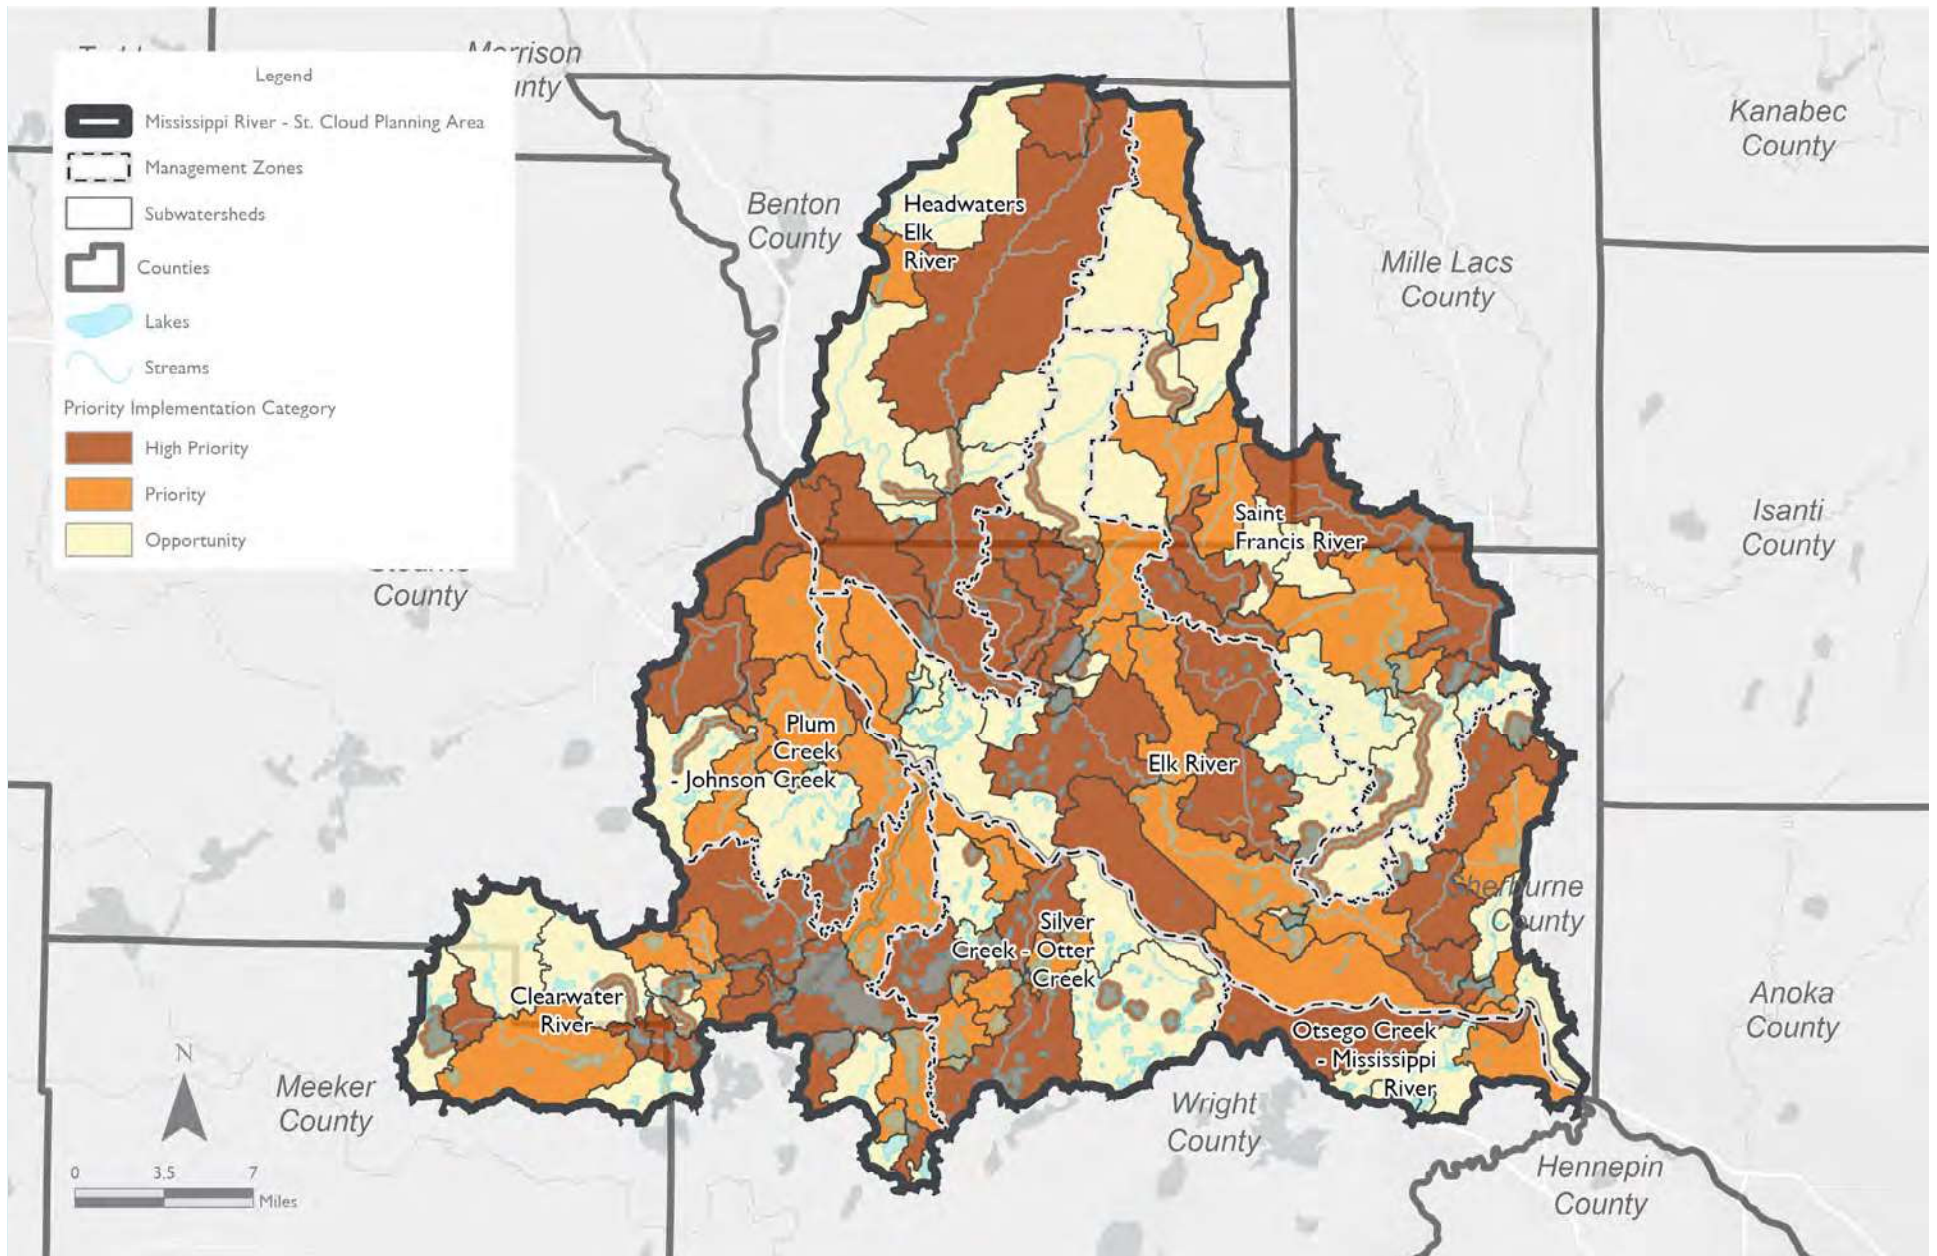 Morrison
Legend
Mississippi River - St. Cloud Planning Area
Management Zones
Subwatersheds
Counties
Lakes
Streams
Priority Implementation Category
High Priority
Priority
Opportunity
Kanabec
County
Benton
County
Headwaters
Elk
River
Mille Lacs
County
Saint
Francis River
Isanti
County
County
Plum
Creek
- Johnson Creek
Elk River
Sherburne
County
Silver
Creek - Otter
Creek
Clearwater
River
Anoka
County
Otsego Creek
- Mississippi
River
N
Meeker
County
Wright
County
Hennepin
County
0 3.5 7
Miles